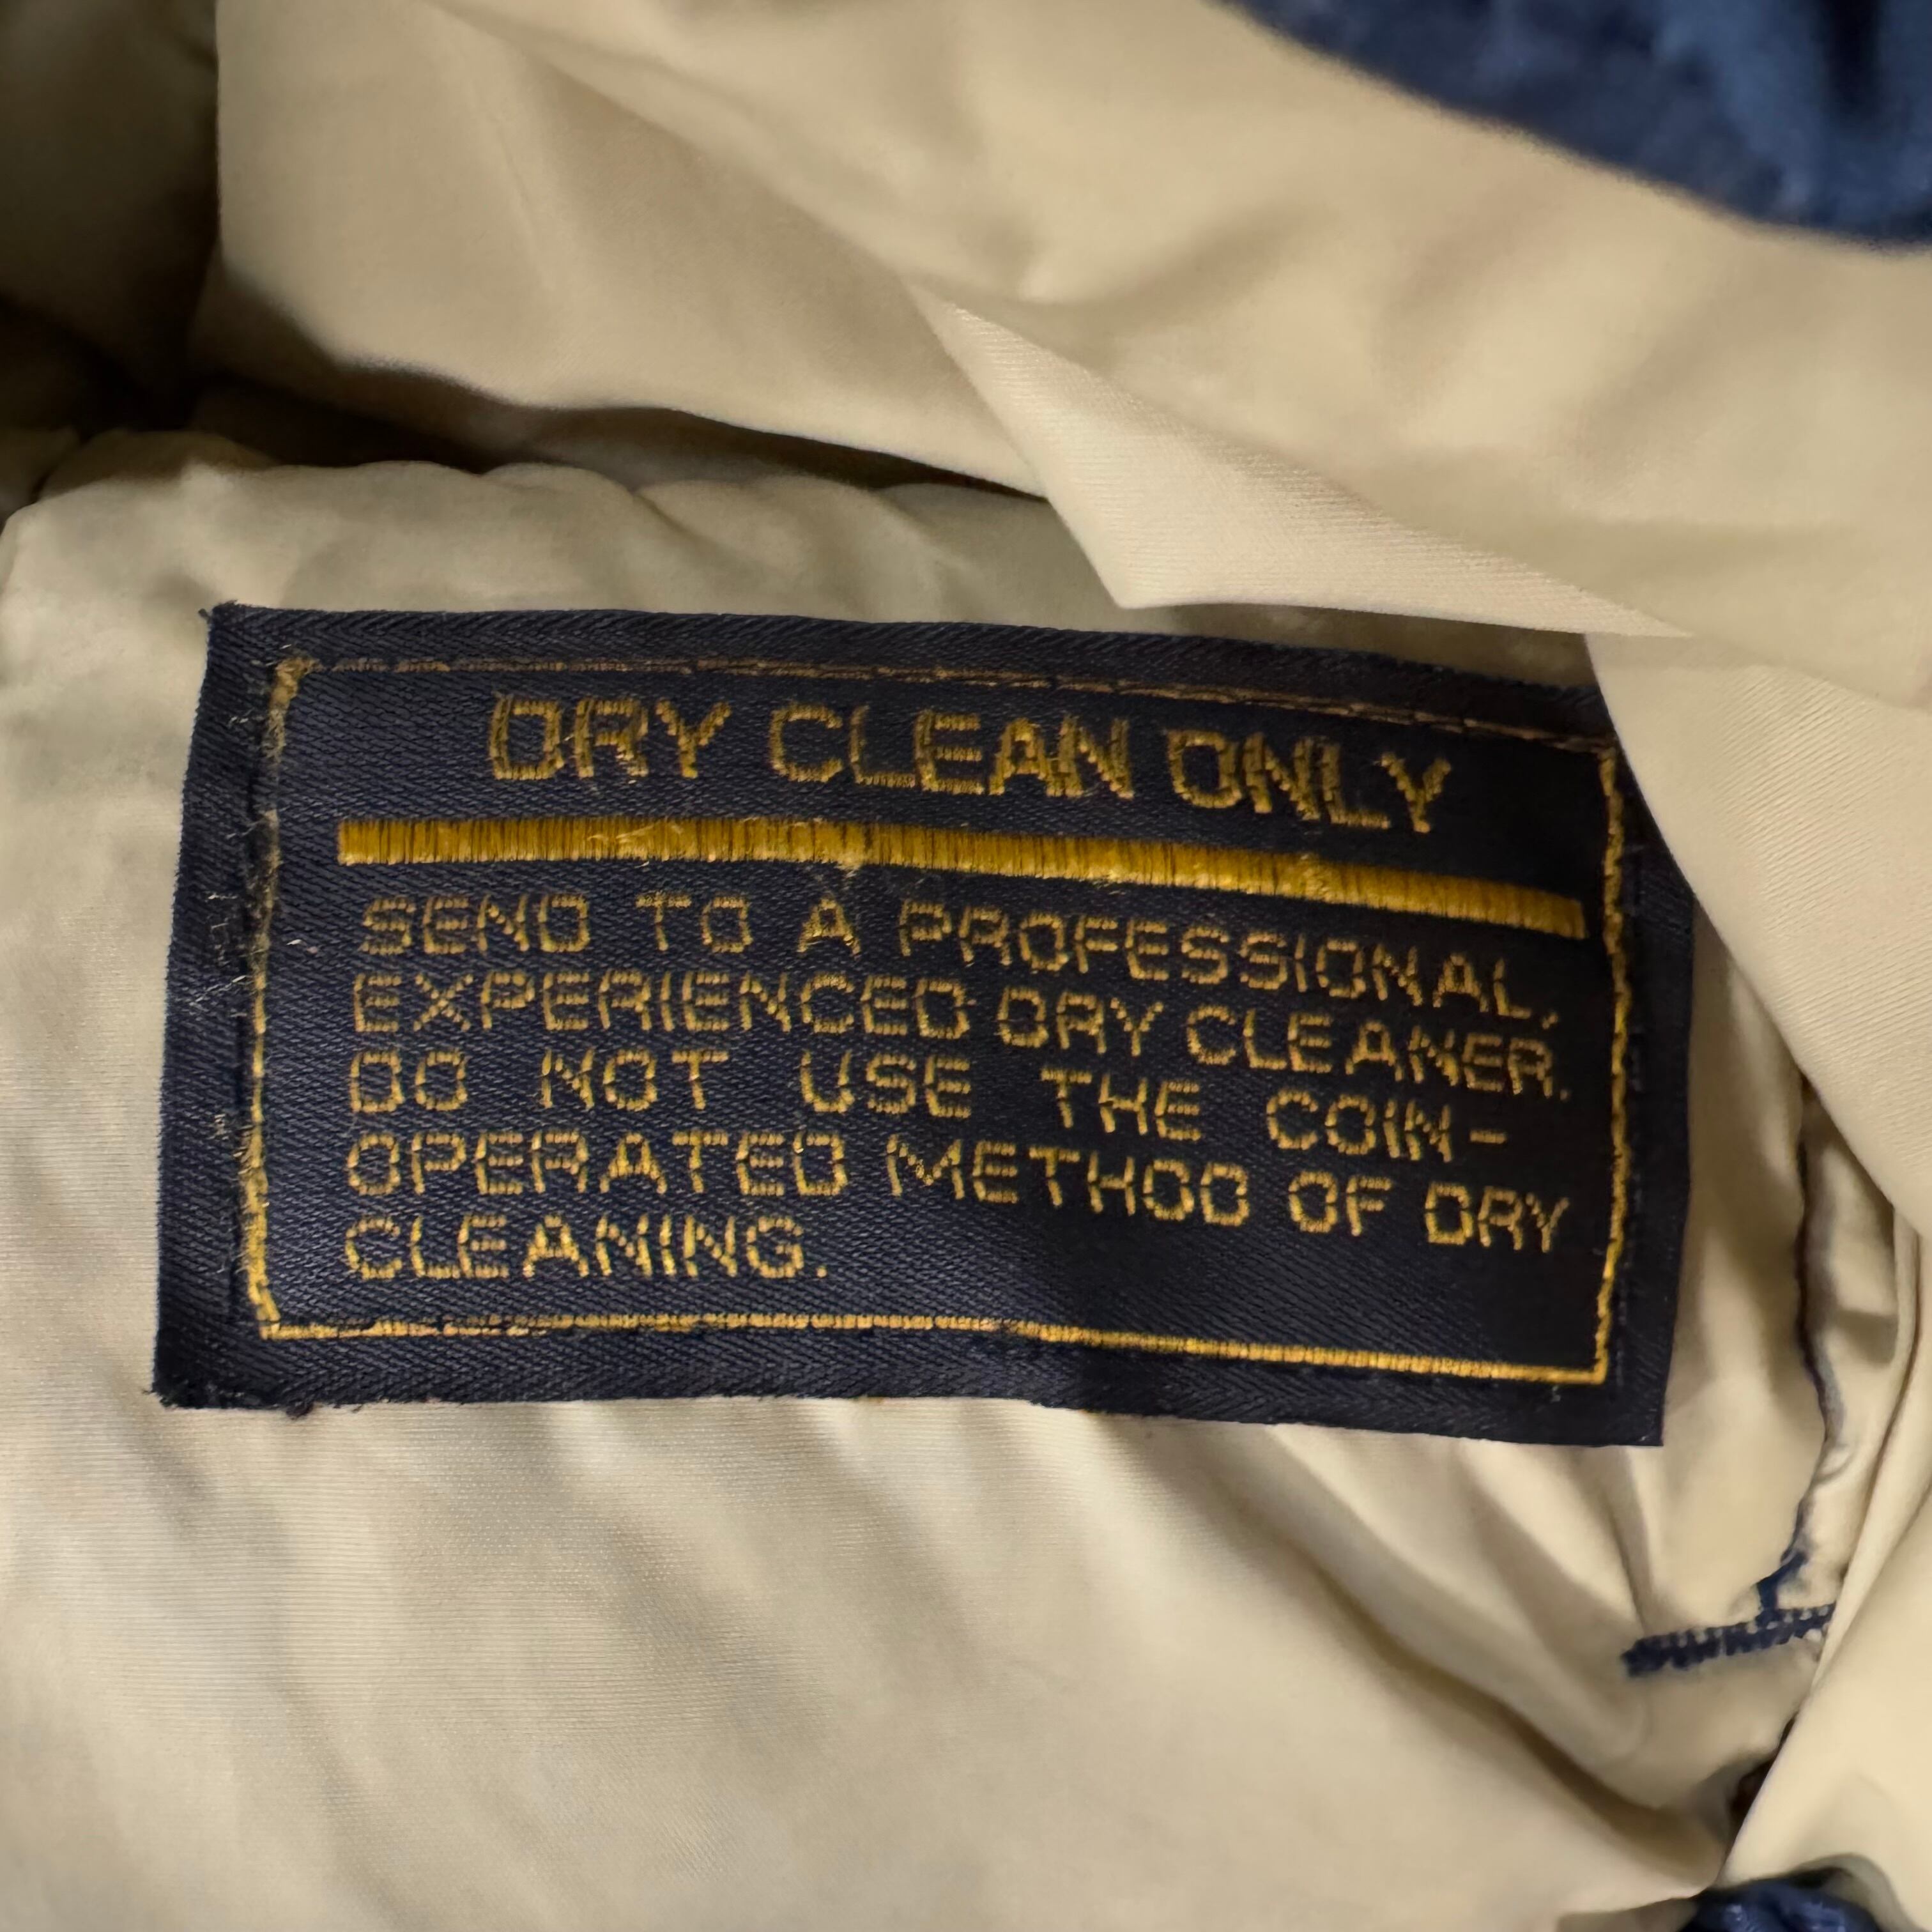 DRY CLEAN ONLY
SEND TO A PROFESSIONAL,
EXPERIENCED DRY CLEANER.
DO NOT USE THE COIN-
OPERATED METHOD OF DRY
CLEANING.